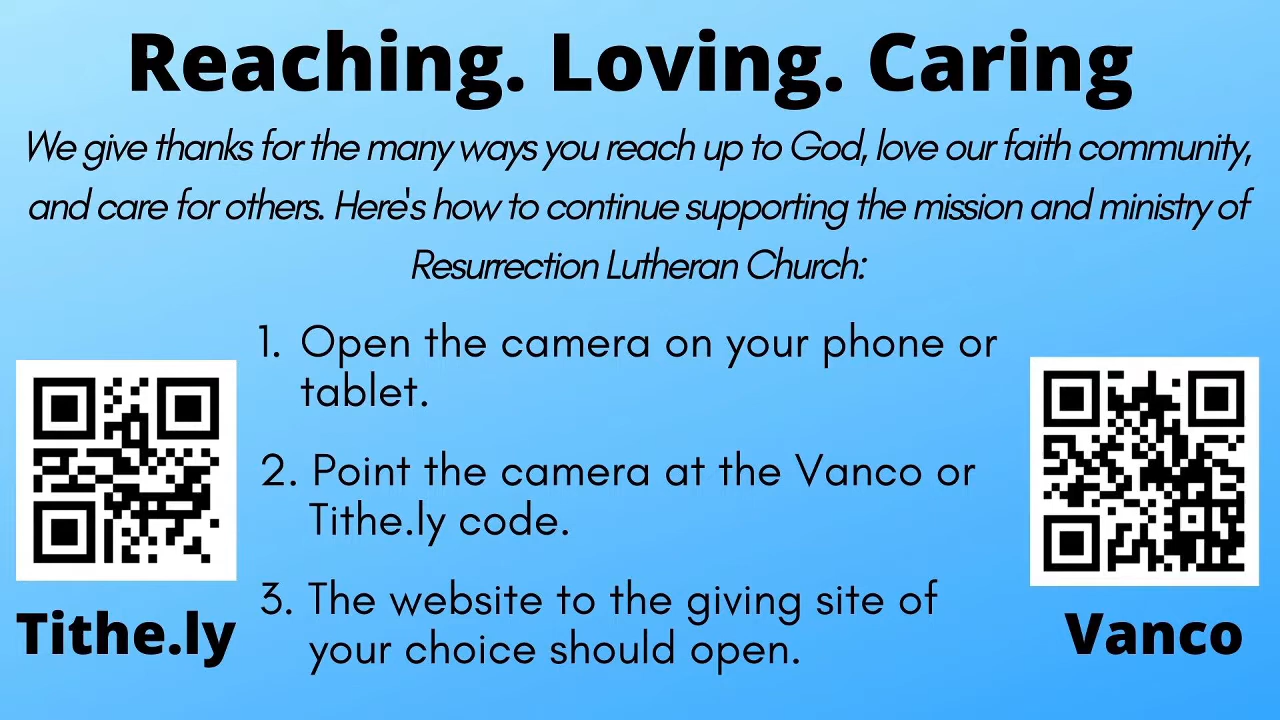 Reaching. Loving. Caring
We give thanks for the many ways you reach up to God, love our faith community,
and care for others. Here's how to continue supporting the mission and ministry of
Resurrection Lutheran Church:
1. Open the camera on your phone or
tablet.
2. Point the camera at the Vanco or
Tithe.ly code.
3. The website to the giving site of
your choice should open.
Tithe.ly
Vanco